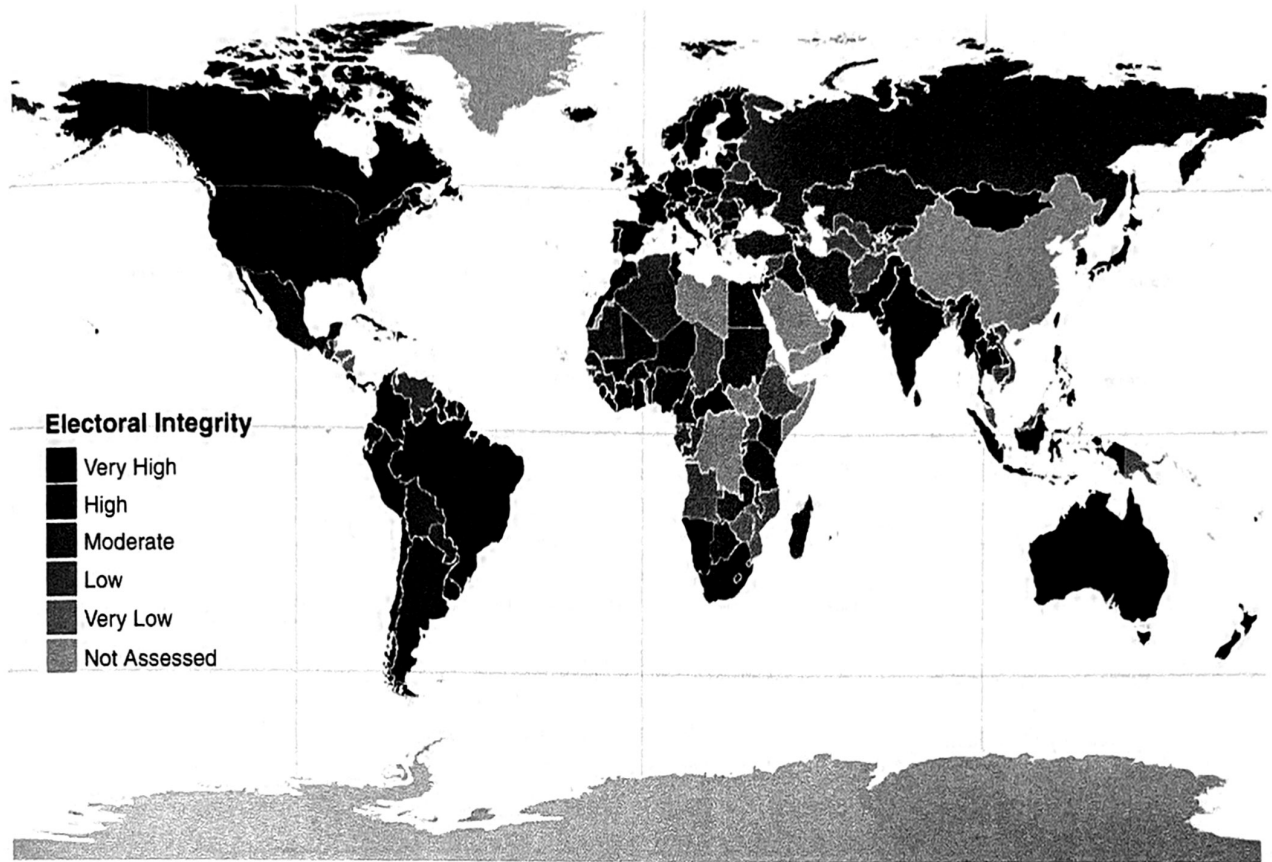 Electoral Integrity
Very High
High
Moderate
Low
Very Low
Not Assessed